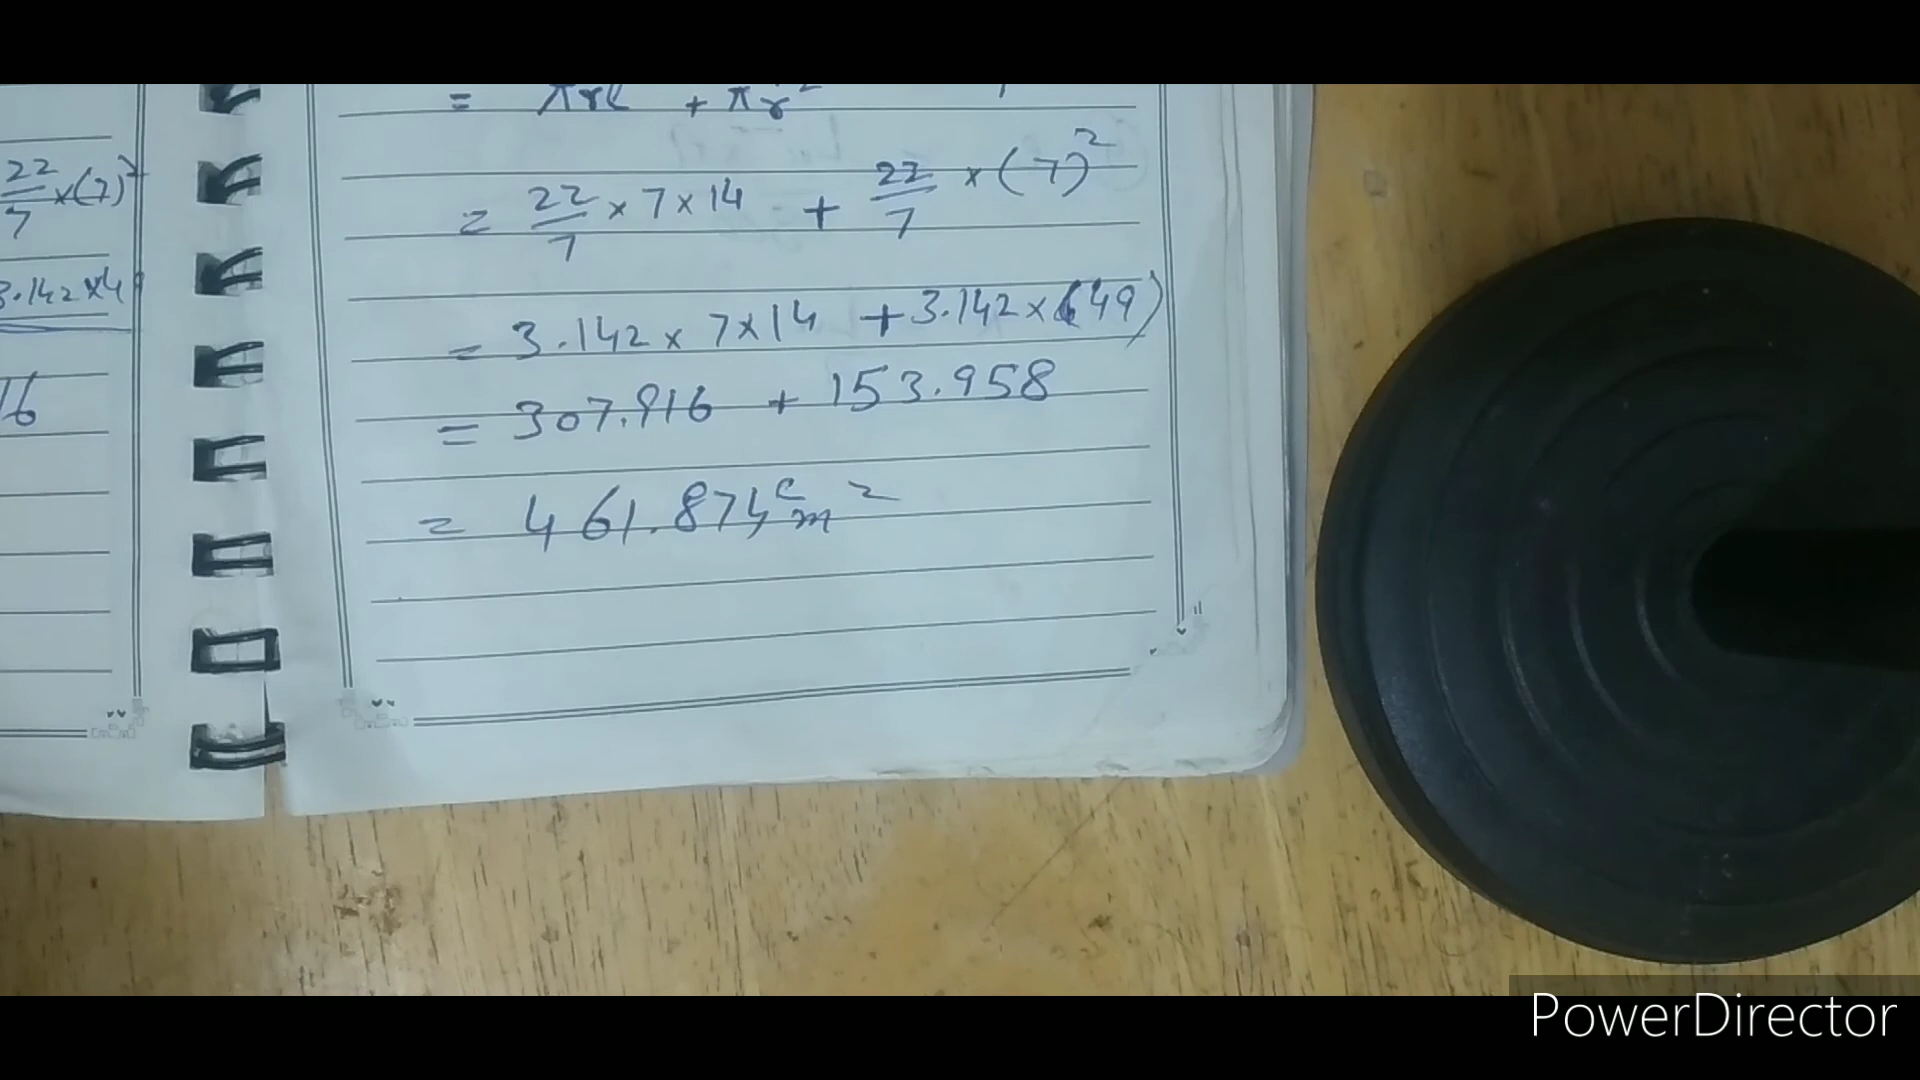 22/7 × (7)²
3.142 × 4
16
= πrl + πr²
= 22/7 × 7 × 14 + 22/7 × (7)²
= 3.142 × 7 × 14 + 3.142 × (49)
= 307.916 + 153.958
= 461.874 cm²
PowerDirector